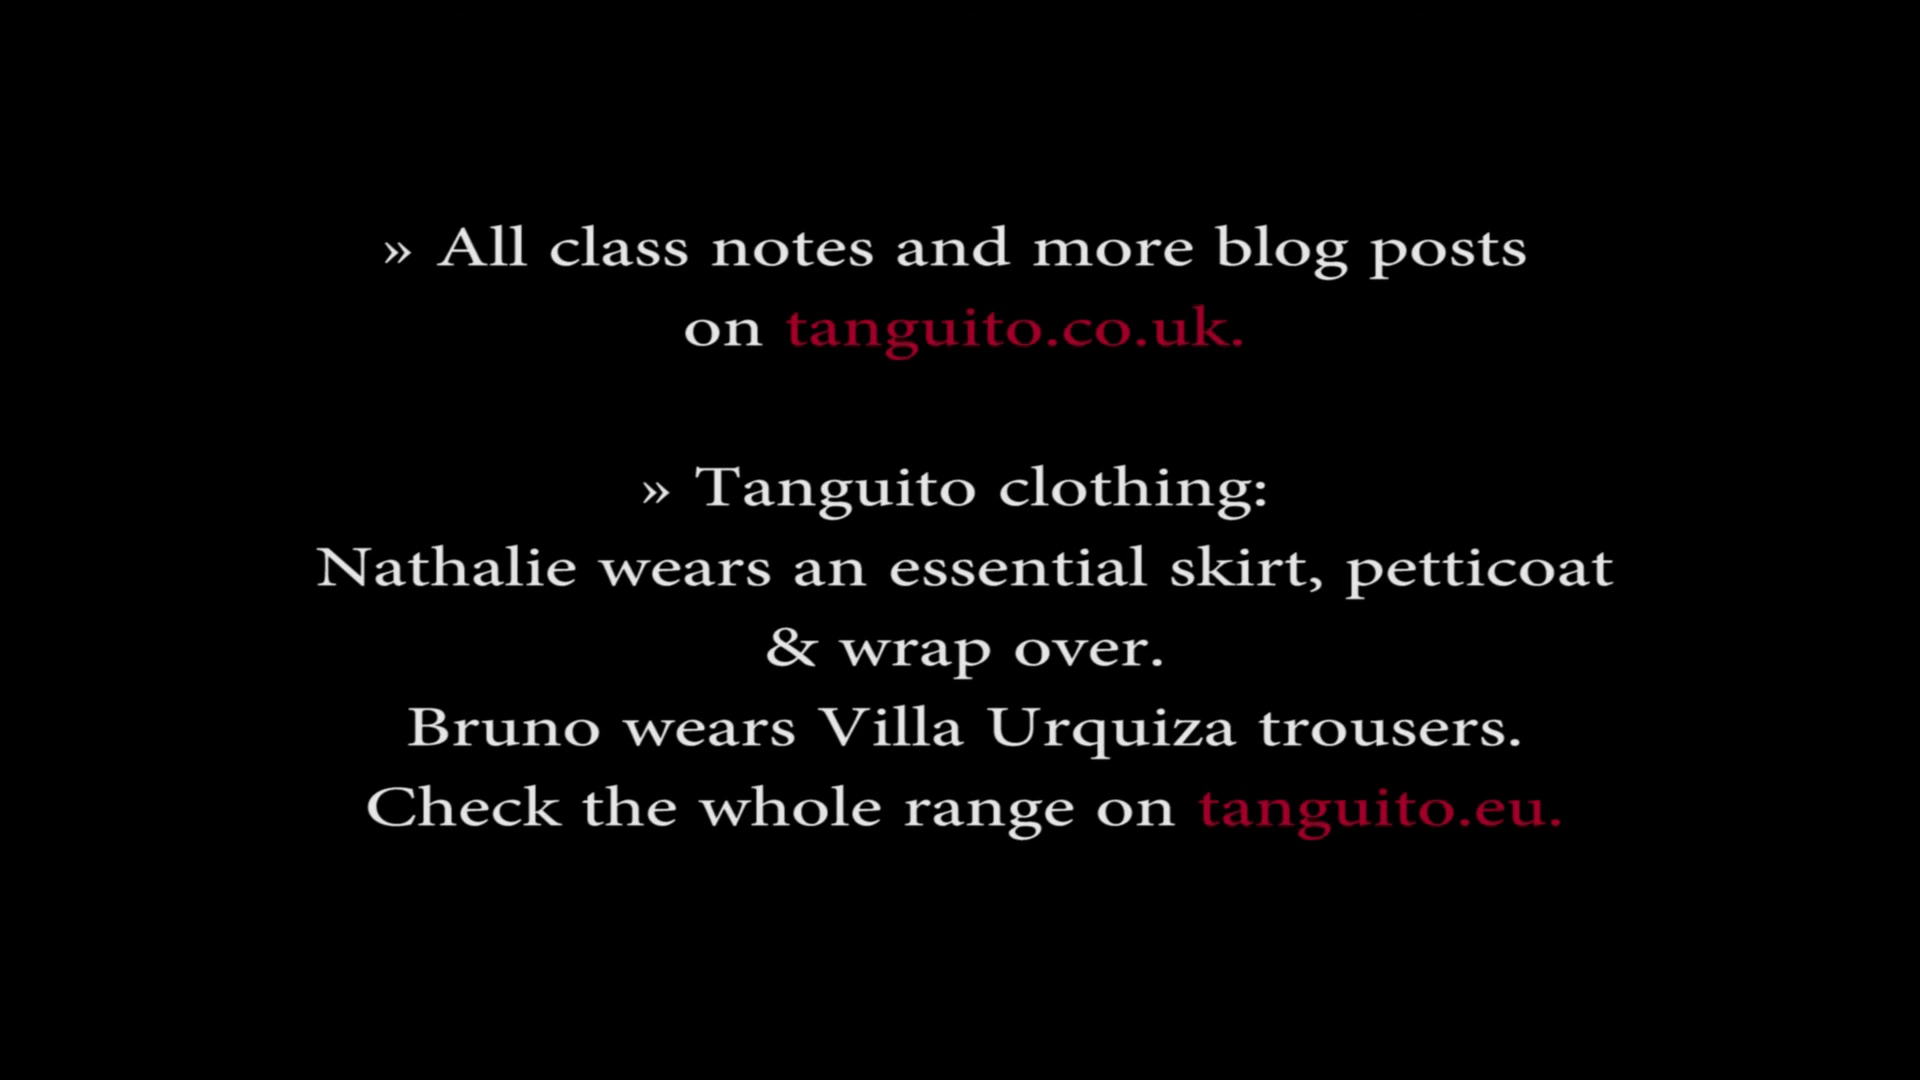 » All class notes and more blog posts
on tanguito.co.uk.
» Tanguito clothing:
Nathalie wears an essential skirt, petticoat
& wrap over.
Bruno wears Villa Urquiza trousers.
Check the whole range on tanguito.eu.